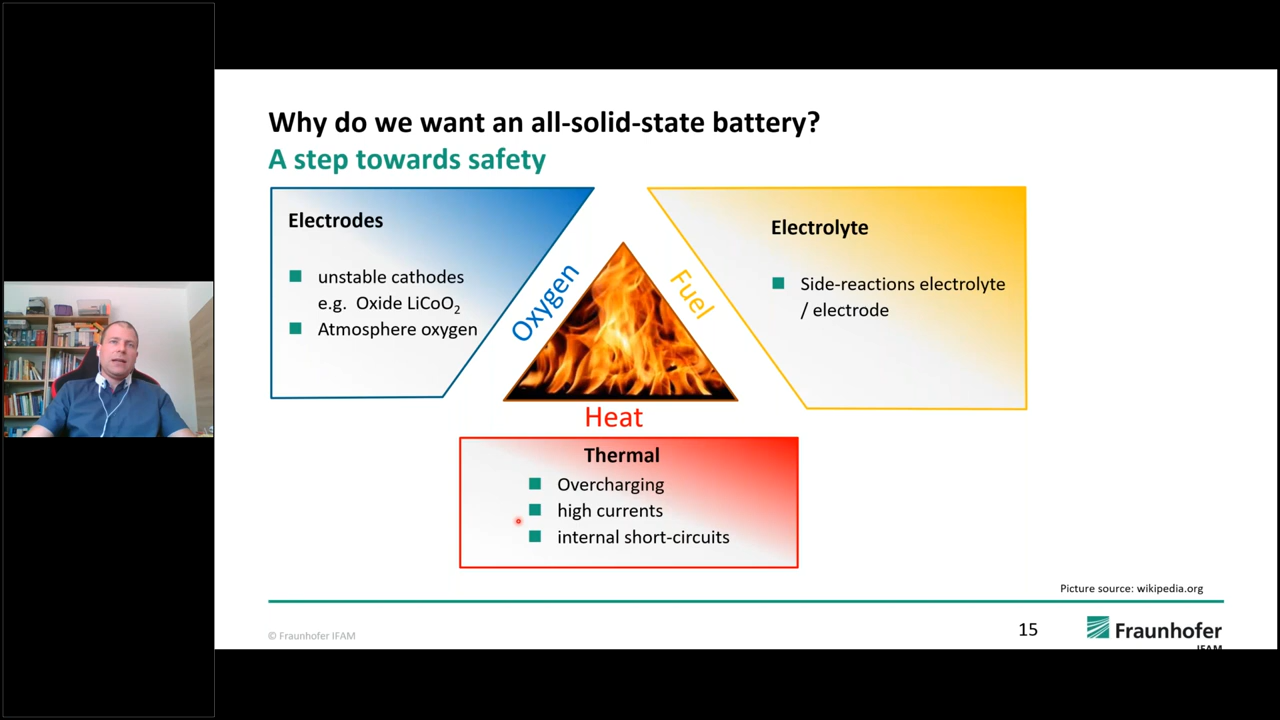 Why do we want an all-solid-state battery?
A step towards safety
Electrodes
unstable cathodes
e.g. Oxide LiCoO₂
Atmosphere oxygen
Oxygen
Fuel
Electrolyte
Side-reactions electrolyte
/ electrode
Heat
Thermal
Overcharging
high currents
internal short-circuits
Picture source: wikipedia.org
© Fraunhofer IFAM
15
Fraunhofer
IFAM